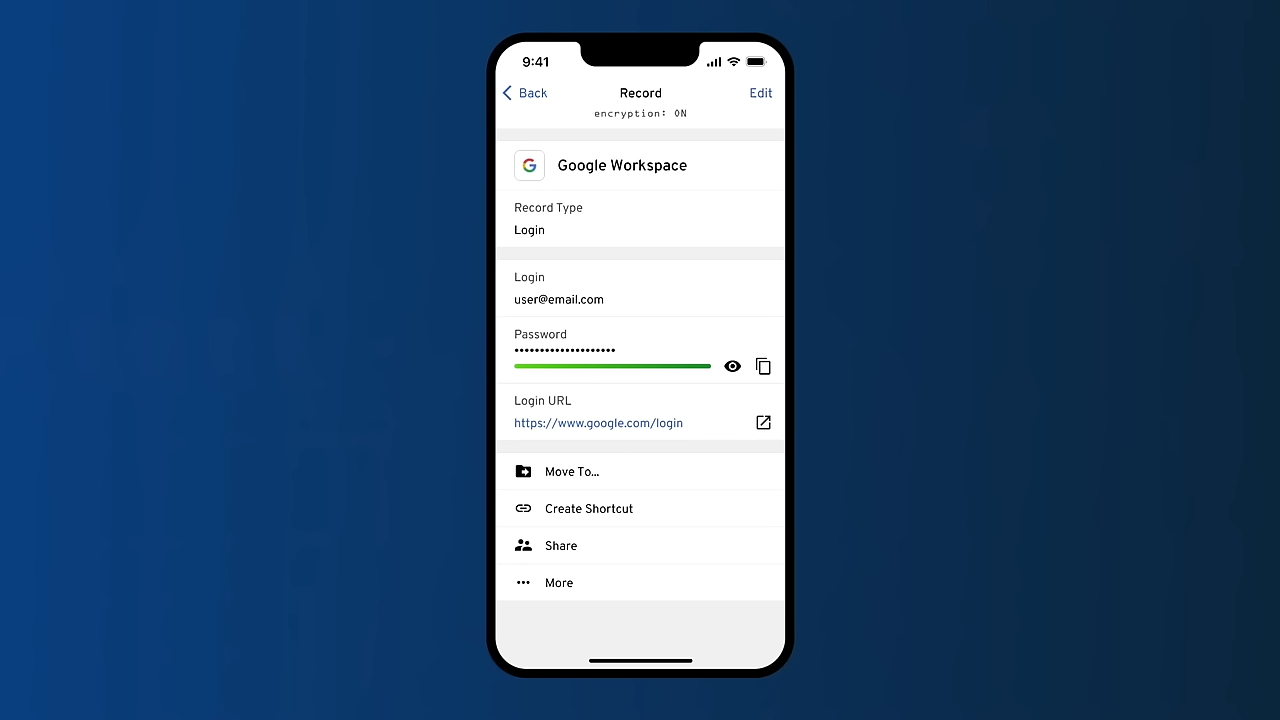 9:41
Back
Record
Edit
encryption: ON
Google Workspace
Record Type
Login
Login
user@email.com
Password
••••••••••••••••••••
Login URL
https://www.google.com/login
Move To...
Create Shortcut
Share
More